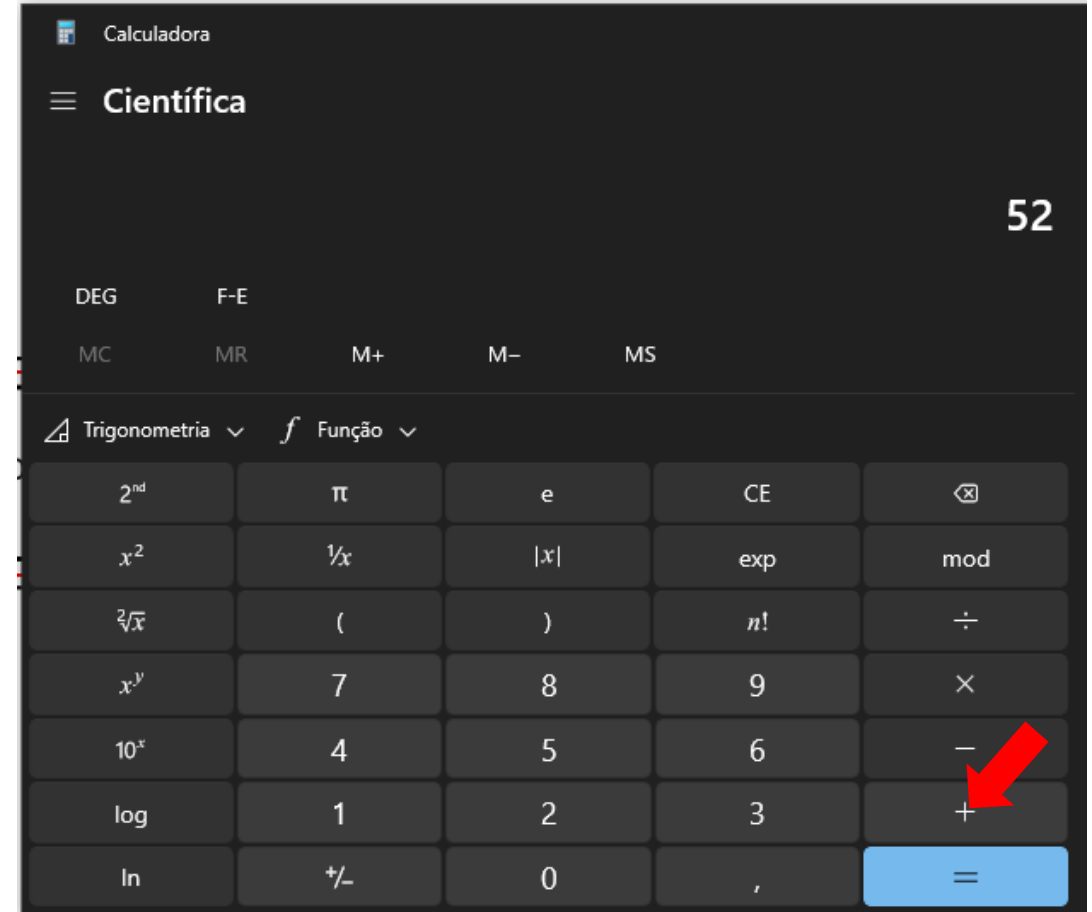 Calculadora
Científica
52
DEG F-E
MC MR M+ M− MS
Trigonometria f Função
2ⁿᵈ π e CE
x² ¹/x |x| exp mod
²√x ( ) n! ÷
xʸ 7 8 9 ×
10ˣ 4 5 6 −
log 1 2 3 +
ln +/− 0 , =